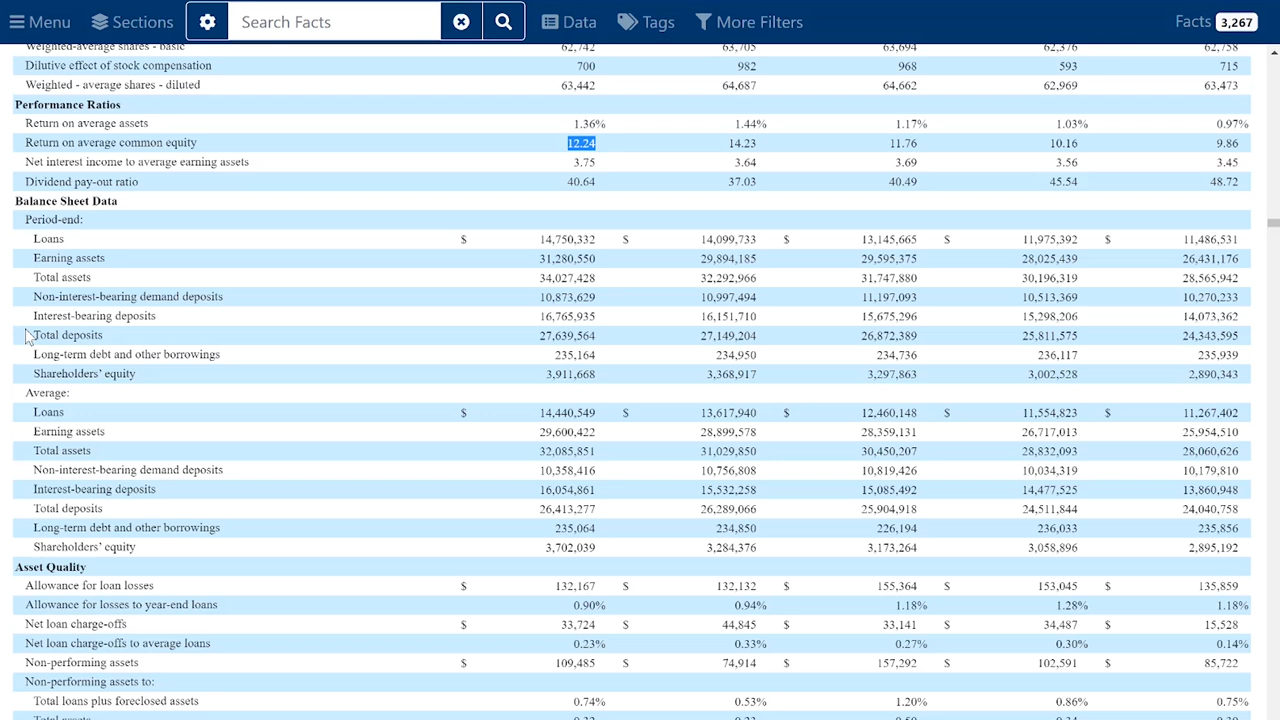 Menu Sections Search Facts Data Tags More Filters Facts 3,267
Weighted-average shares - basic 62,742 63,705 63,694 62,376 62,758
Dilutive effect of stock compensation 700 982 968 593 715
Weighted - average shares - diluted 63,442 64,687 64,662 62,969 63,473
Performance Ratios
Return on average assets 1.36% 1.44% 1.17% 1.03% 0.97%
Return on average common equity 12.24 14.23 11.76 10.16 9.86
Net interest income to average earning assets 3.75 3.64 3.69 3.56 3.45
Dividend pay-out ratio 40.64 37.03 40.49 45.54 48.72
Balance Sheet Data
Period-end:
Loans $ 14,750,332 $ 14,099,733 $ 13,145,665 $ 11,975,392 $ 11,486,531
Earning assets 31,280,550 29,894,185 29,595,375 28,025,439 26,431,176
Total assets 34,027,428 32,292,966 31,747,880 30,196,319 28,565,942
Non-interest-bearing demand deposits 10,873,629 10,997,494 11,197,093 10,513,369 10,270,233
Interest-bearing deposits 16,765,935 16,151,710 15,675,296 15,298,206 14,073,362
Total deposits 27,639,564 27,149,204 26,872,389 25,811,575 24,343,595
Long-term debt and other borrowings 235,164 234,950 234,736 236,117 235,939
Shareholders' equity 3,911,668 3,368,917 3,297,863 3,002,528 2,890,343
Average:
Loans $ 14,440,549 $ 13,617,940 $ 12,460,148 $ 11,554,823 $ 11,267,402
Earning assets 29,600,422 28,899,578 28,359,131 26,717,013 25,954,510
Total assets 32,085,851 31,029,850 30,450,207 28,832,093 28,060,626
Non-interest-bearing demand deposits 10,358,416 10,756,808 10,819,426 10,034,319 10,179,810
Interest-bearing deposits 16,054,861 15,532,258 15,085,492 14,477,525 13,860,948
Total deposits 26,413,277 26,289,066 25,904,918 24,511,844 24,040,758
Long-term debt and other borrowings 235,064 234,850 226,194 236,033 235,856
Shareholders' equity 3,702,039 3,284,376 3,173,264 3,058,896 2,895,192
Asset Quality
Allowance for loan losses $ 132,167 $ 132,132 $ 155,364 $ 153,045 $ 135,859
Allowance for losses to year-end loans 0.90% 0.94% 1.18% 1.28% 1.18%
Net loan charge-offs $ 33,724 $ 44,845 $ 33,141 $ 34,487 $ 15,528
Net loan charge-offs to average loans 0.23% 0.33% 0.27% 0.30% 0.14%
Non-performing assets $ 109,485 $ 74,914 $ 157,292 $ 102,591 $ 85,722
Non-performing assets to:
Total loans plus foreclosed assets 0.74% 0.53% 1.20% 0.86% 0.75%
Total assets